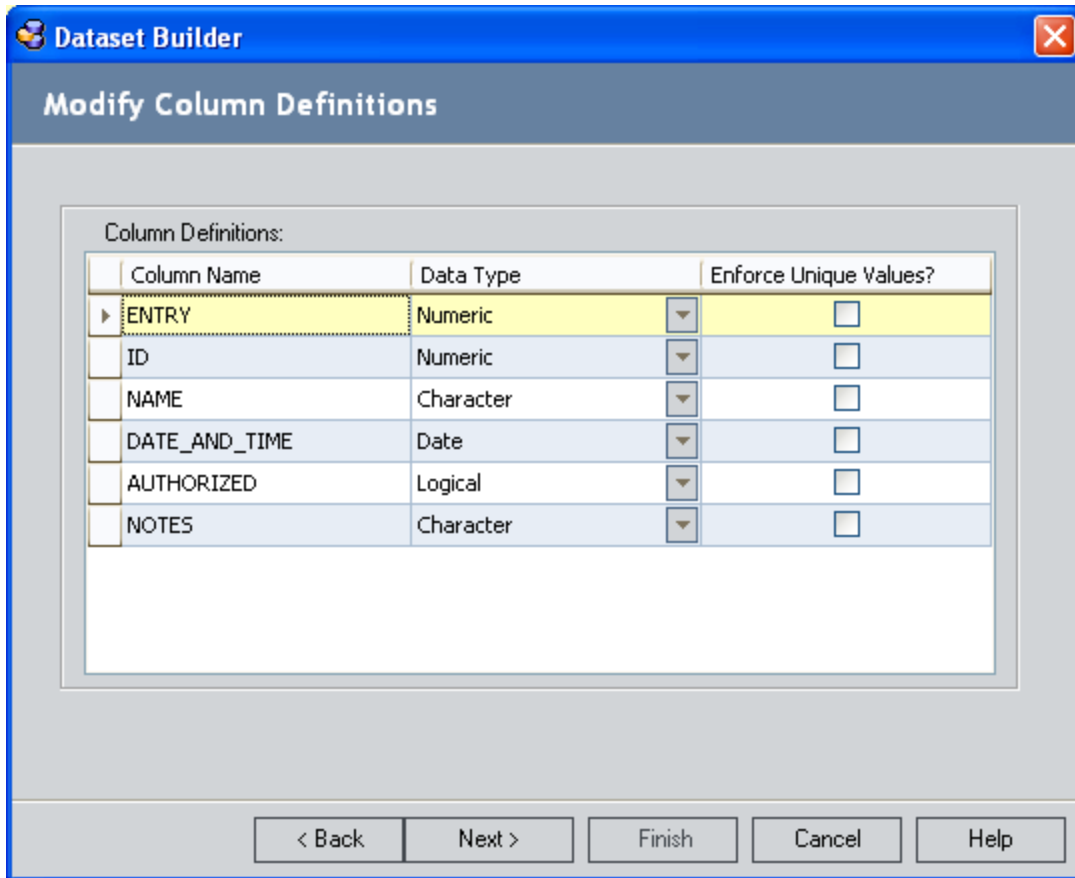 Dataset Builder
Modify Column Definitions
Column Definitions:
Column Name Data Type Enforce Unique Values?
ENTRY Numeric
ID Numeric
NAME Character
DATE_AND_TIME Date
AUTHORIZED Logical
NOTES Character
< Back Next > Finish Cancel Help